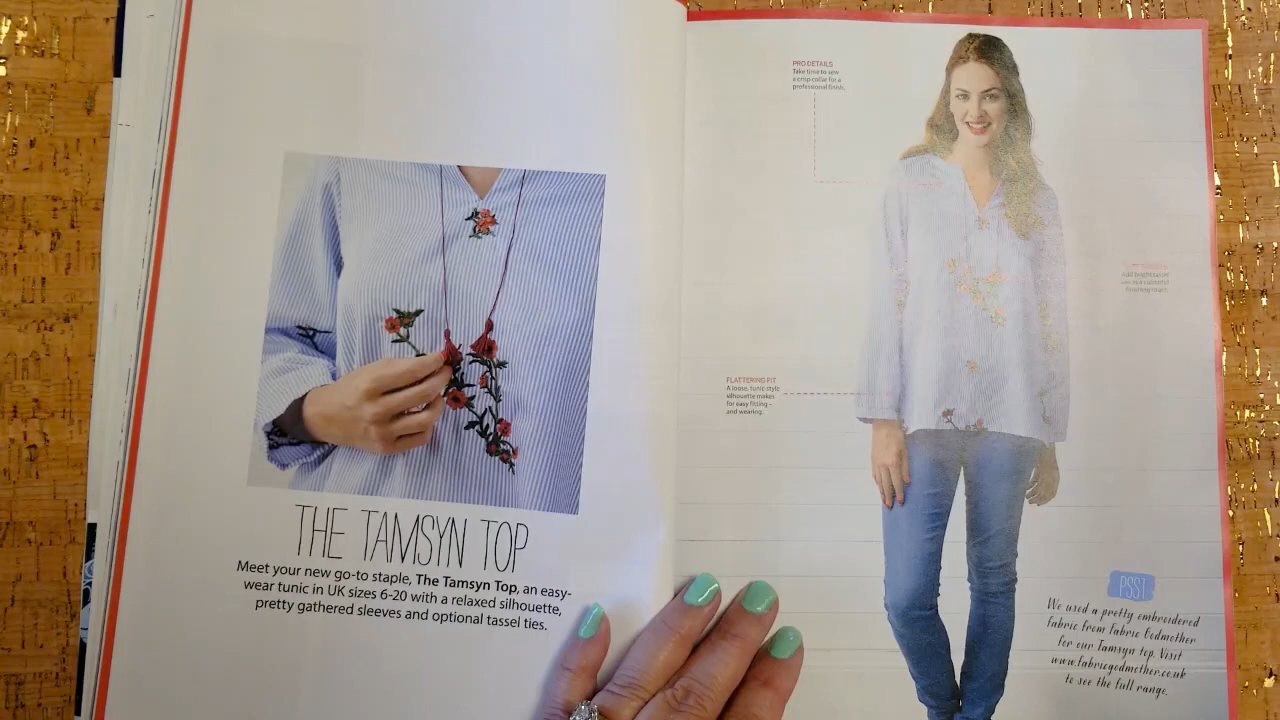 THE TAMSYN TOP
Meet your new go-to staple, The Tamsyn Top, an easy-
wear tunic in UK sizes 6-20 with a relaxed silhouette,
pretty gathered sleeves and optional tassel ties.
PRO DETAILS
Take time to sew
a crisp collar for a
professional finish.
finishing touch.
FLATTERING FIT
A loose, tunic-style
silhouette makes
for easy fitting –
and wearing.
PSST
We used a pretty embroidered
fabric from Fabric Godmother
for our Tamsyn top. Visit
www.fabricgodmother.co.uk
to see the full range.